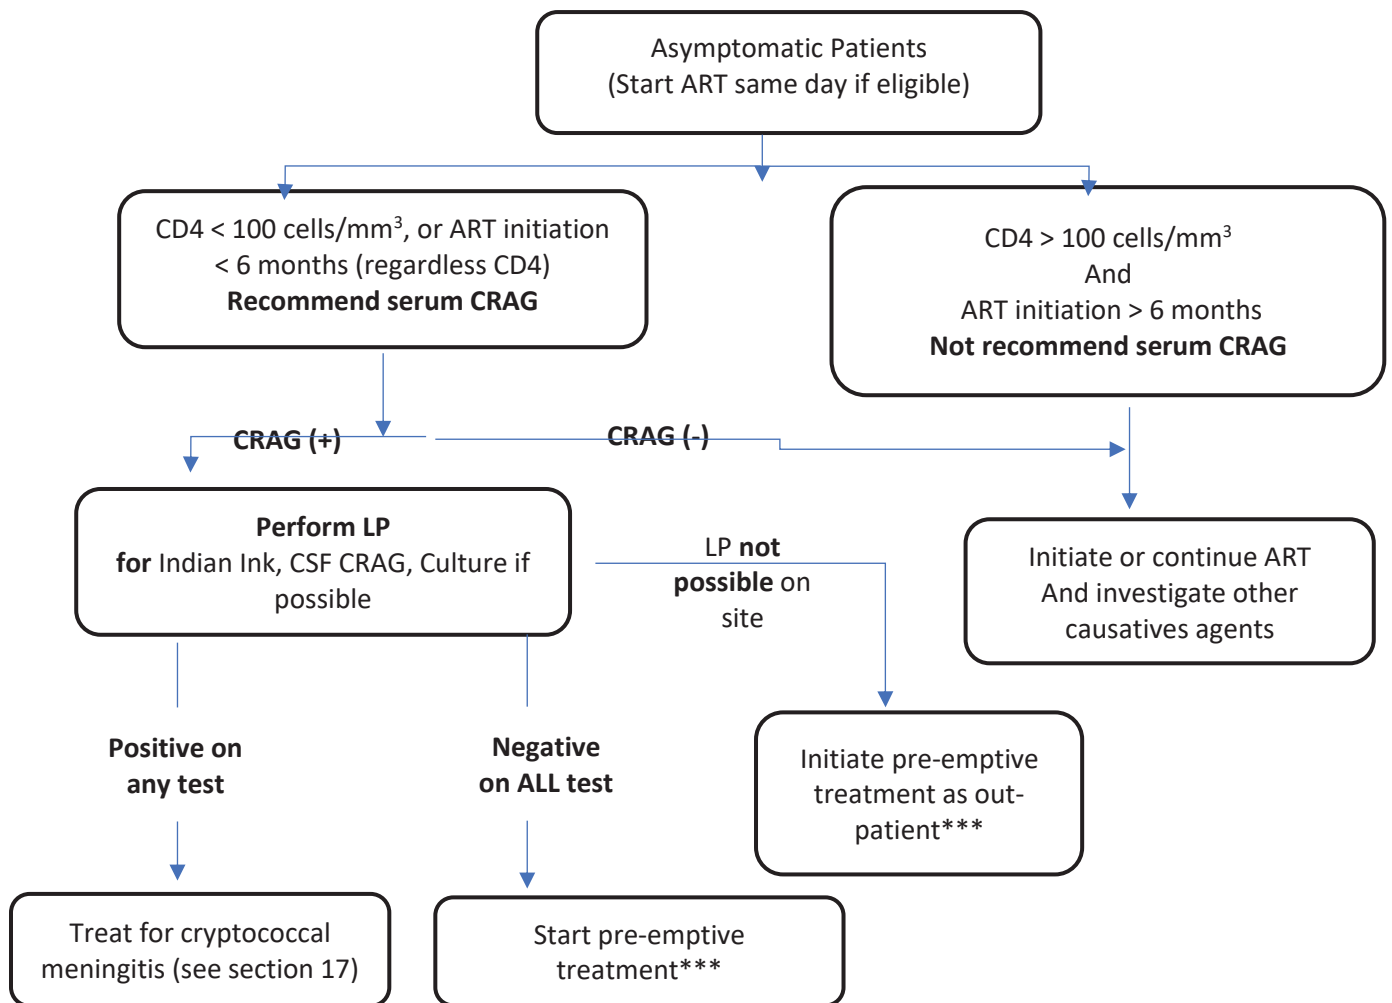 Asymptomatic Patients
(Start ART same day if eligible)
CD4 < 100 cells/mm³, or ART initiation
< 6 months (regardless CD4)
Recommend serum CRAG
CD4 > 100 cells/mm³
And
ART initiation > 6 months
Not recommend serum CRAG
CRAG (+)
CRAG (-)
Perform LP
for Indian Ink, CSF CRAG, Culture if
possible
LP not
possible on
site
Initiate or continue ART
And investigate other
causatives agents
Positive on
any test
Negative
on ALL test
Initiate pre-emptive
treatment as out-
patient***
Treat for cryptococcal
meningitis (see section 17)
Start pre-emptive
treatment***